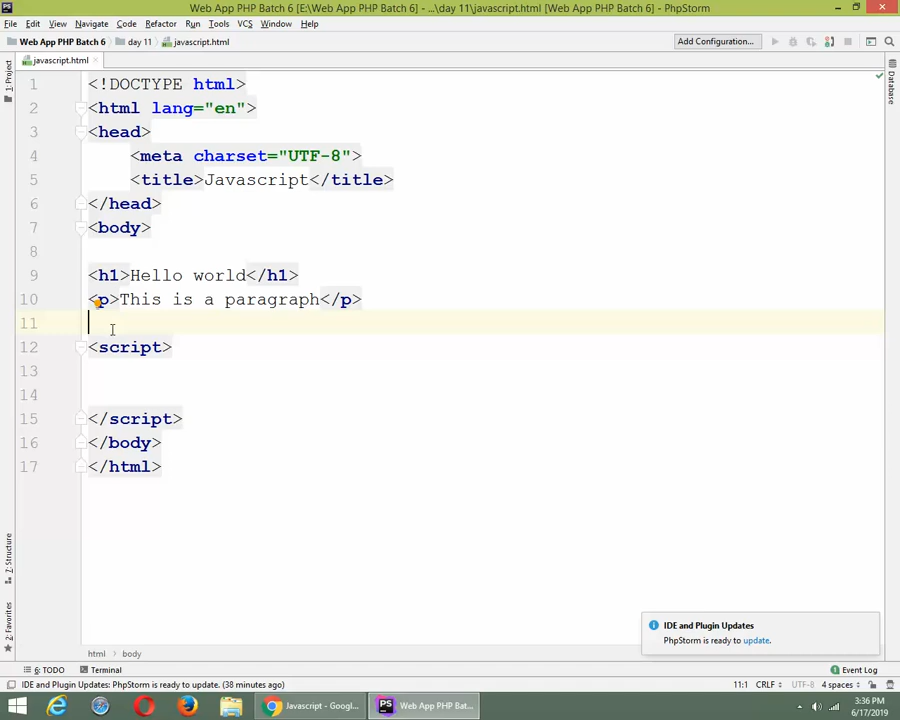 Web App PHP Batch 6 [E:\Web App PHP Batch 6] - ...\day 11\javascript.html [Web App PHP Batch 6] - PhpStorm
File Edit View Navigate Code Refactor Run Tools VCS Window Help
Web App PHP Batch 6 day 11 javascript.html Add Configuration...
javascript.html
1: Project
Database
1 <!DOCTYPE html>
2 <html lang="en">
3 <head>
4 <meta charset="UTF-8">
5 <title>Javascript</title>
6 </head>
7 <body>
8
9 <h1>Hello world</h1>
10 <p>This is a paragraph</p>
11
12 <script>
13
14
15 </script>
16 </body>
17 </html>
7: Structure
2: Favorites
IDE and Plugin Updates
PhpStorm is ready to update.
html body
6: TODO Terminal Event Log
IDE and Plugin Updates: PhpStorm is ready to update. (38 minutes ago) 11:1 CRLF UTF-8 4 spaces
Javascript - Googl... Web App PHP Bat... 3:36 PM
6/17/2019